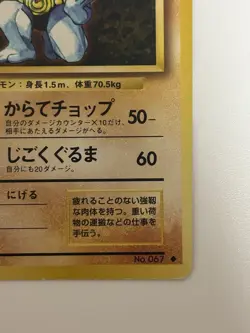 モン：身長1.5m，体重70.5kg
からてチョップ 50-
自分のダメージカウンター×10だけ、
相手にあたえるダメージがへる。
じごくぐるま 60
自分にも20ダメージ。
にげる
疲れることのない強靭
な肉体を持つ。重い荷
物の運搬などの仕事を
手伝う。
No.067 ◆